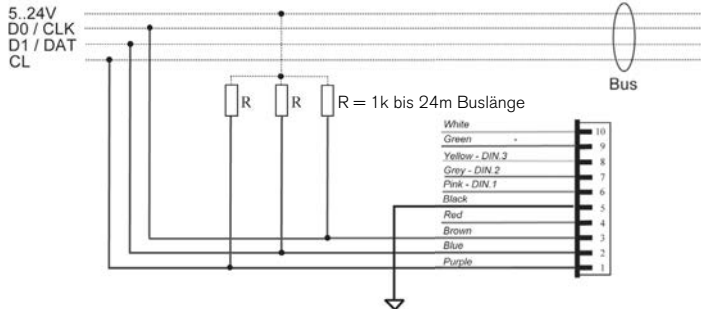 5..24V
D0 / CLK
D1 / DAT
CL
Bus
R
R
R = 1k bis 24m Buslänge
White
10
Green -
9
Yellow - DIN.3
8
Grey - DIN.2
7
Pink - DIN.1
6
Black
5
Red
4
Brown
3
Blue
2
Purple
1